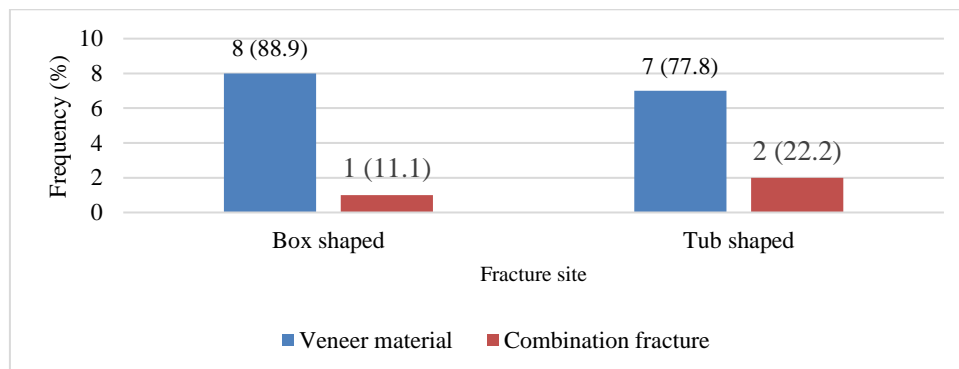 10
8
6
4
2
0
Frequency (%)
8 (88.9)
1 (11.1)
7 (77.8)
2 (22.2)
Box shaped
Tub shaped
Fracture site
Veneer material
Combination fracture